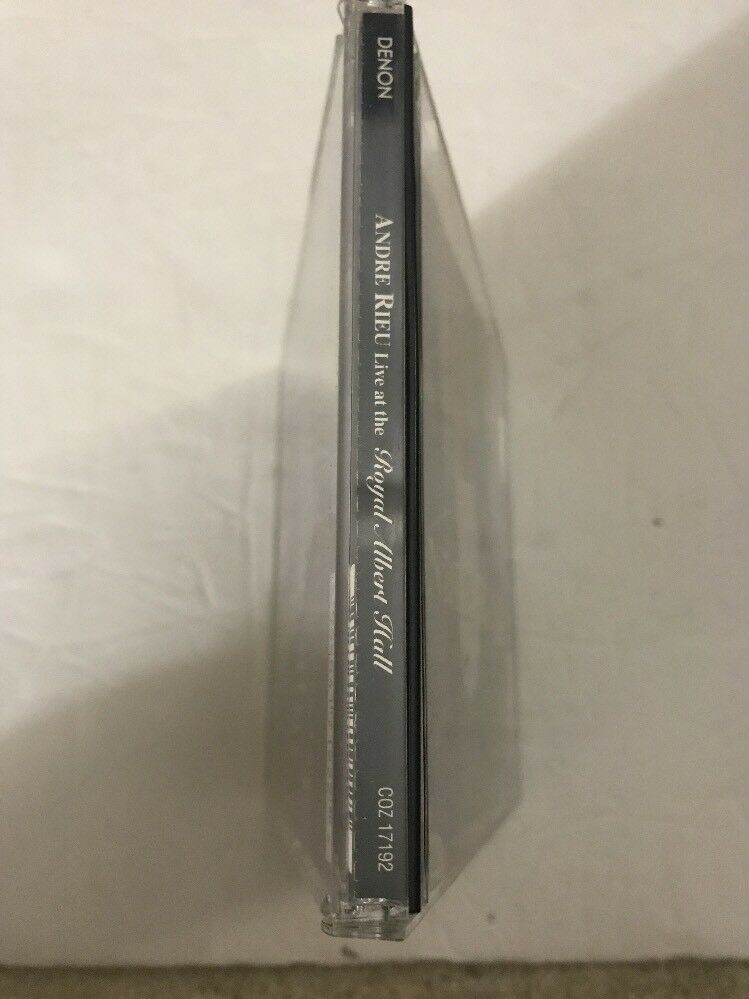 DENON
ANDRE RIEU Live at the Royal Albert Hall
COZ 17192